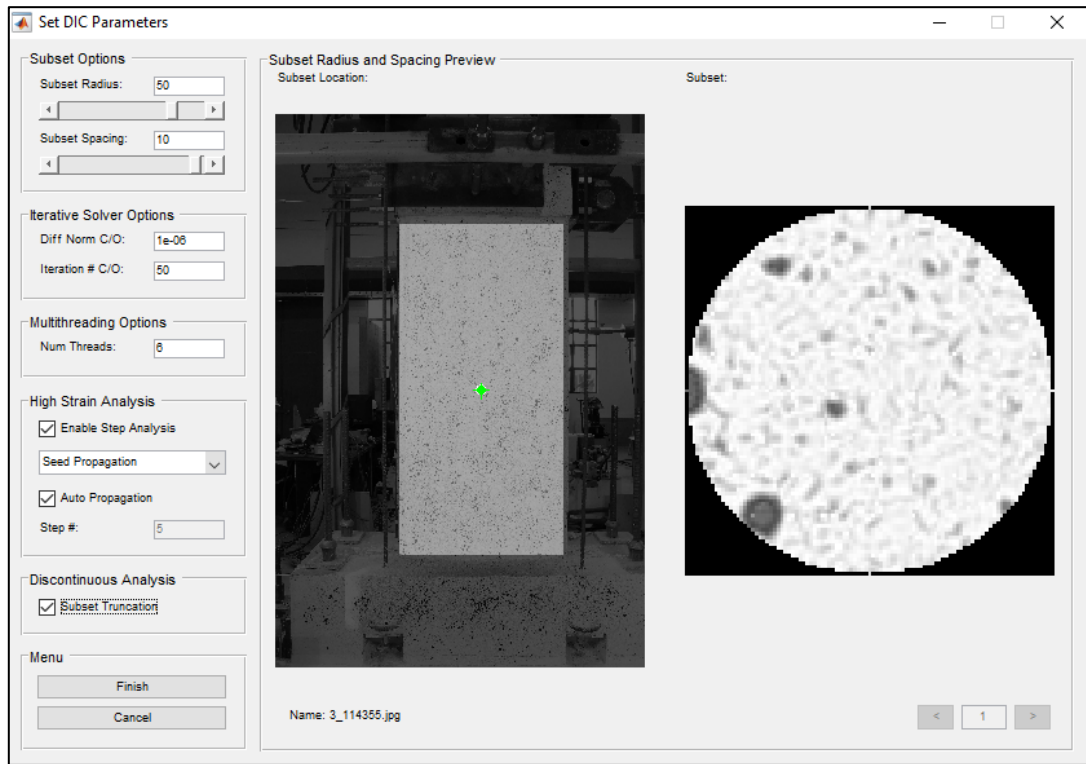 Set DIC Parameters
Subset Options
Subset Radius: 50
Subset Spacing: 10
Iterative Solver Options
Diff Norm C/O: 1e-06
Iteration # C/O: 50
Multithreading Options
Num Threads: 6
High Strain Analysis
Enable Step Analysis
Seed Propagation
Auto Propagation
Step #: 5
Discontinuous Analysis
Subset Truncation
Menu
Finish
Cancel
Subset Radius and Spacing Preview
Subset Location:
Subset:
Name: 3_114355.jpg
< 1 >